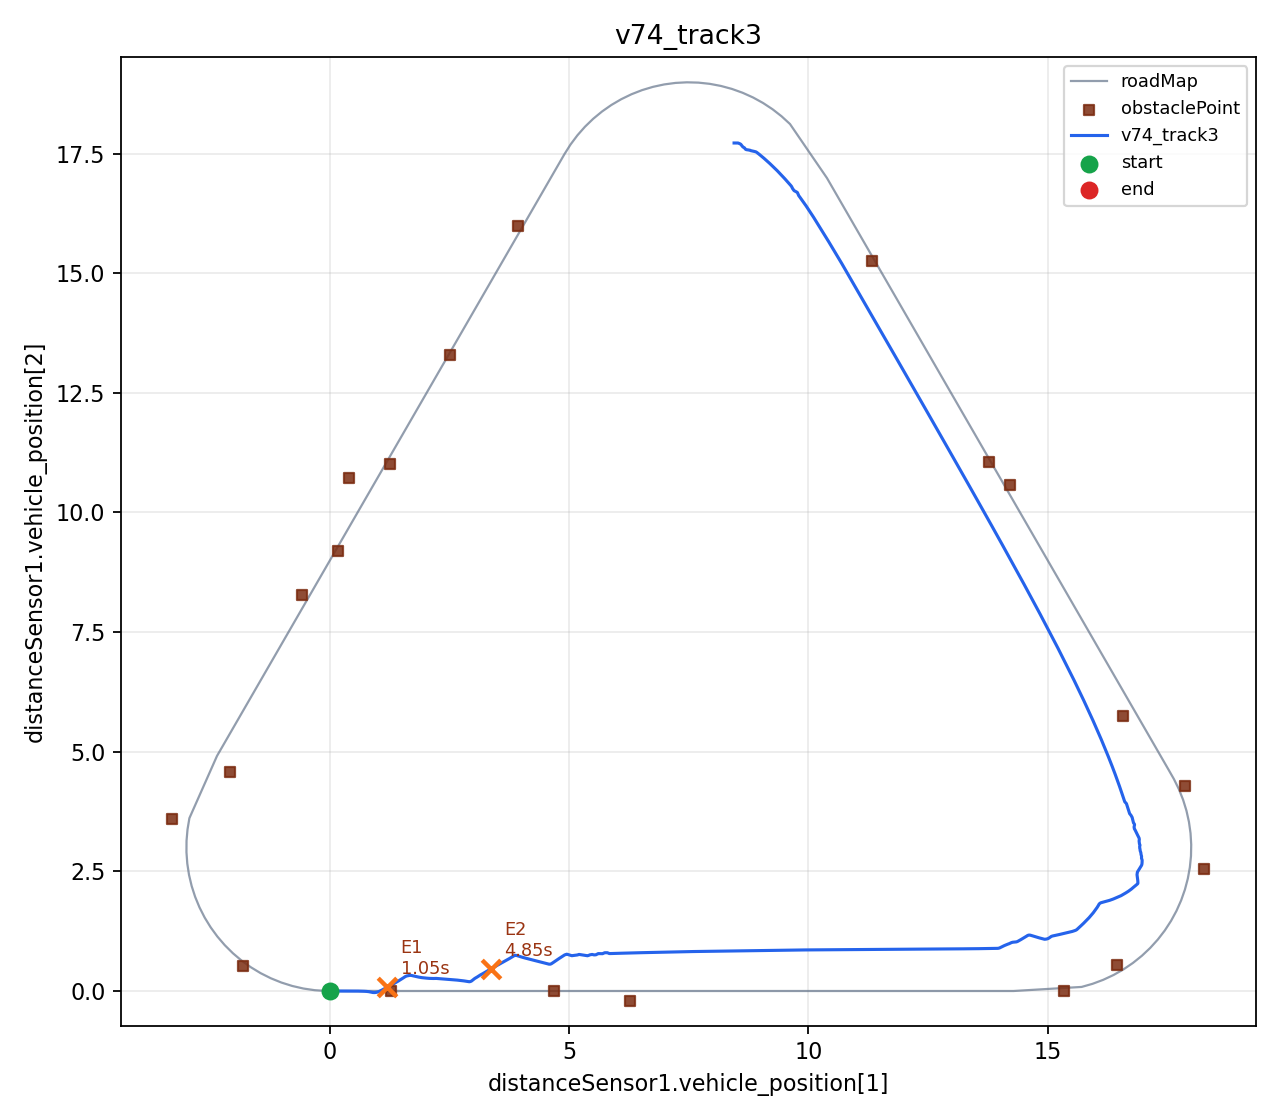 v74_track3
roadMap
obstaclePoint
v74_track3
start
end
distanceSensor1.vehicle_position[2]
17.5
15.0
12.5
10.0
7.5
5.0
2.5
0.0
E1
1.05s
E2
4.85s
0
5
10
15
distanceSensor1.vehicle_position[1]